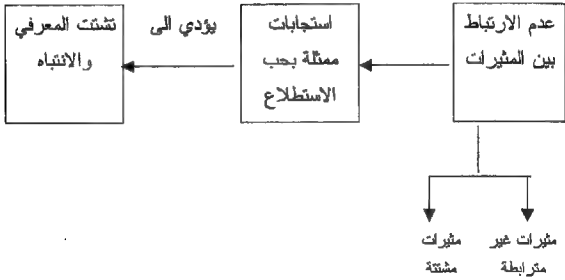 عدم الارتباط
بين المثيرات
استجابات
ممثلة بحب
الاستطلاع
يؤدي الى
تشتت المعرفي
والانتباه
مثيرات غير
مترابطة
مثيرات
مشتتة